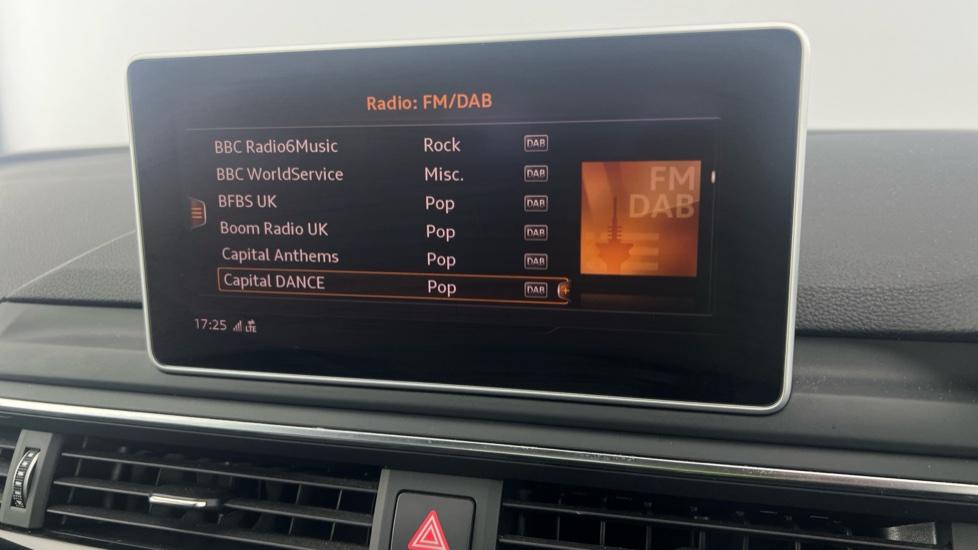 Radio: FM/DAB
BBC Radio6Music Rock DAB
BBC WorldService Misc. DAB
BFBS UK Pop DAB
Boom Radio UK Pop DAB
Capital Anthems Pop DAB
Capital DANCE Pop DAB
FM
DAB
17:25 LTE